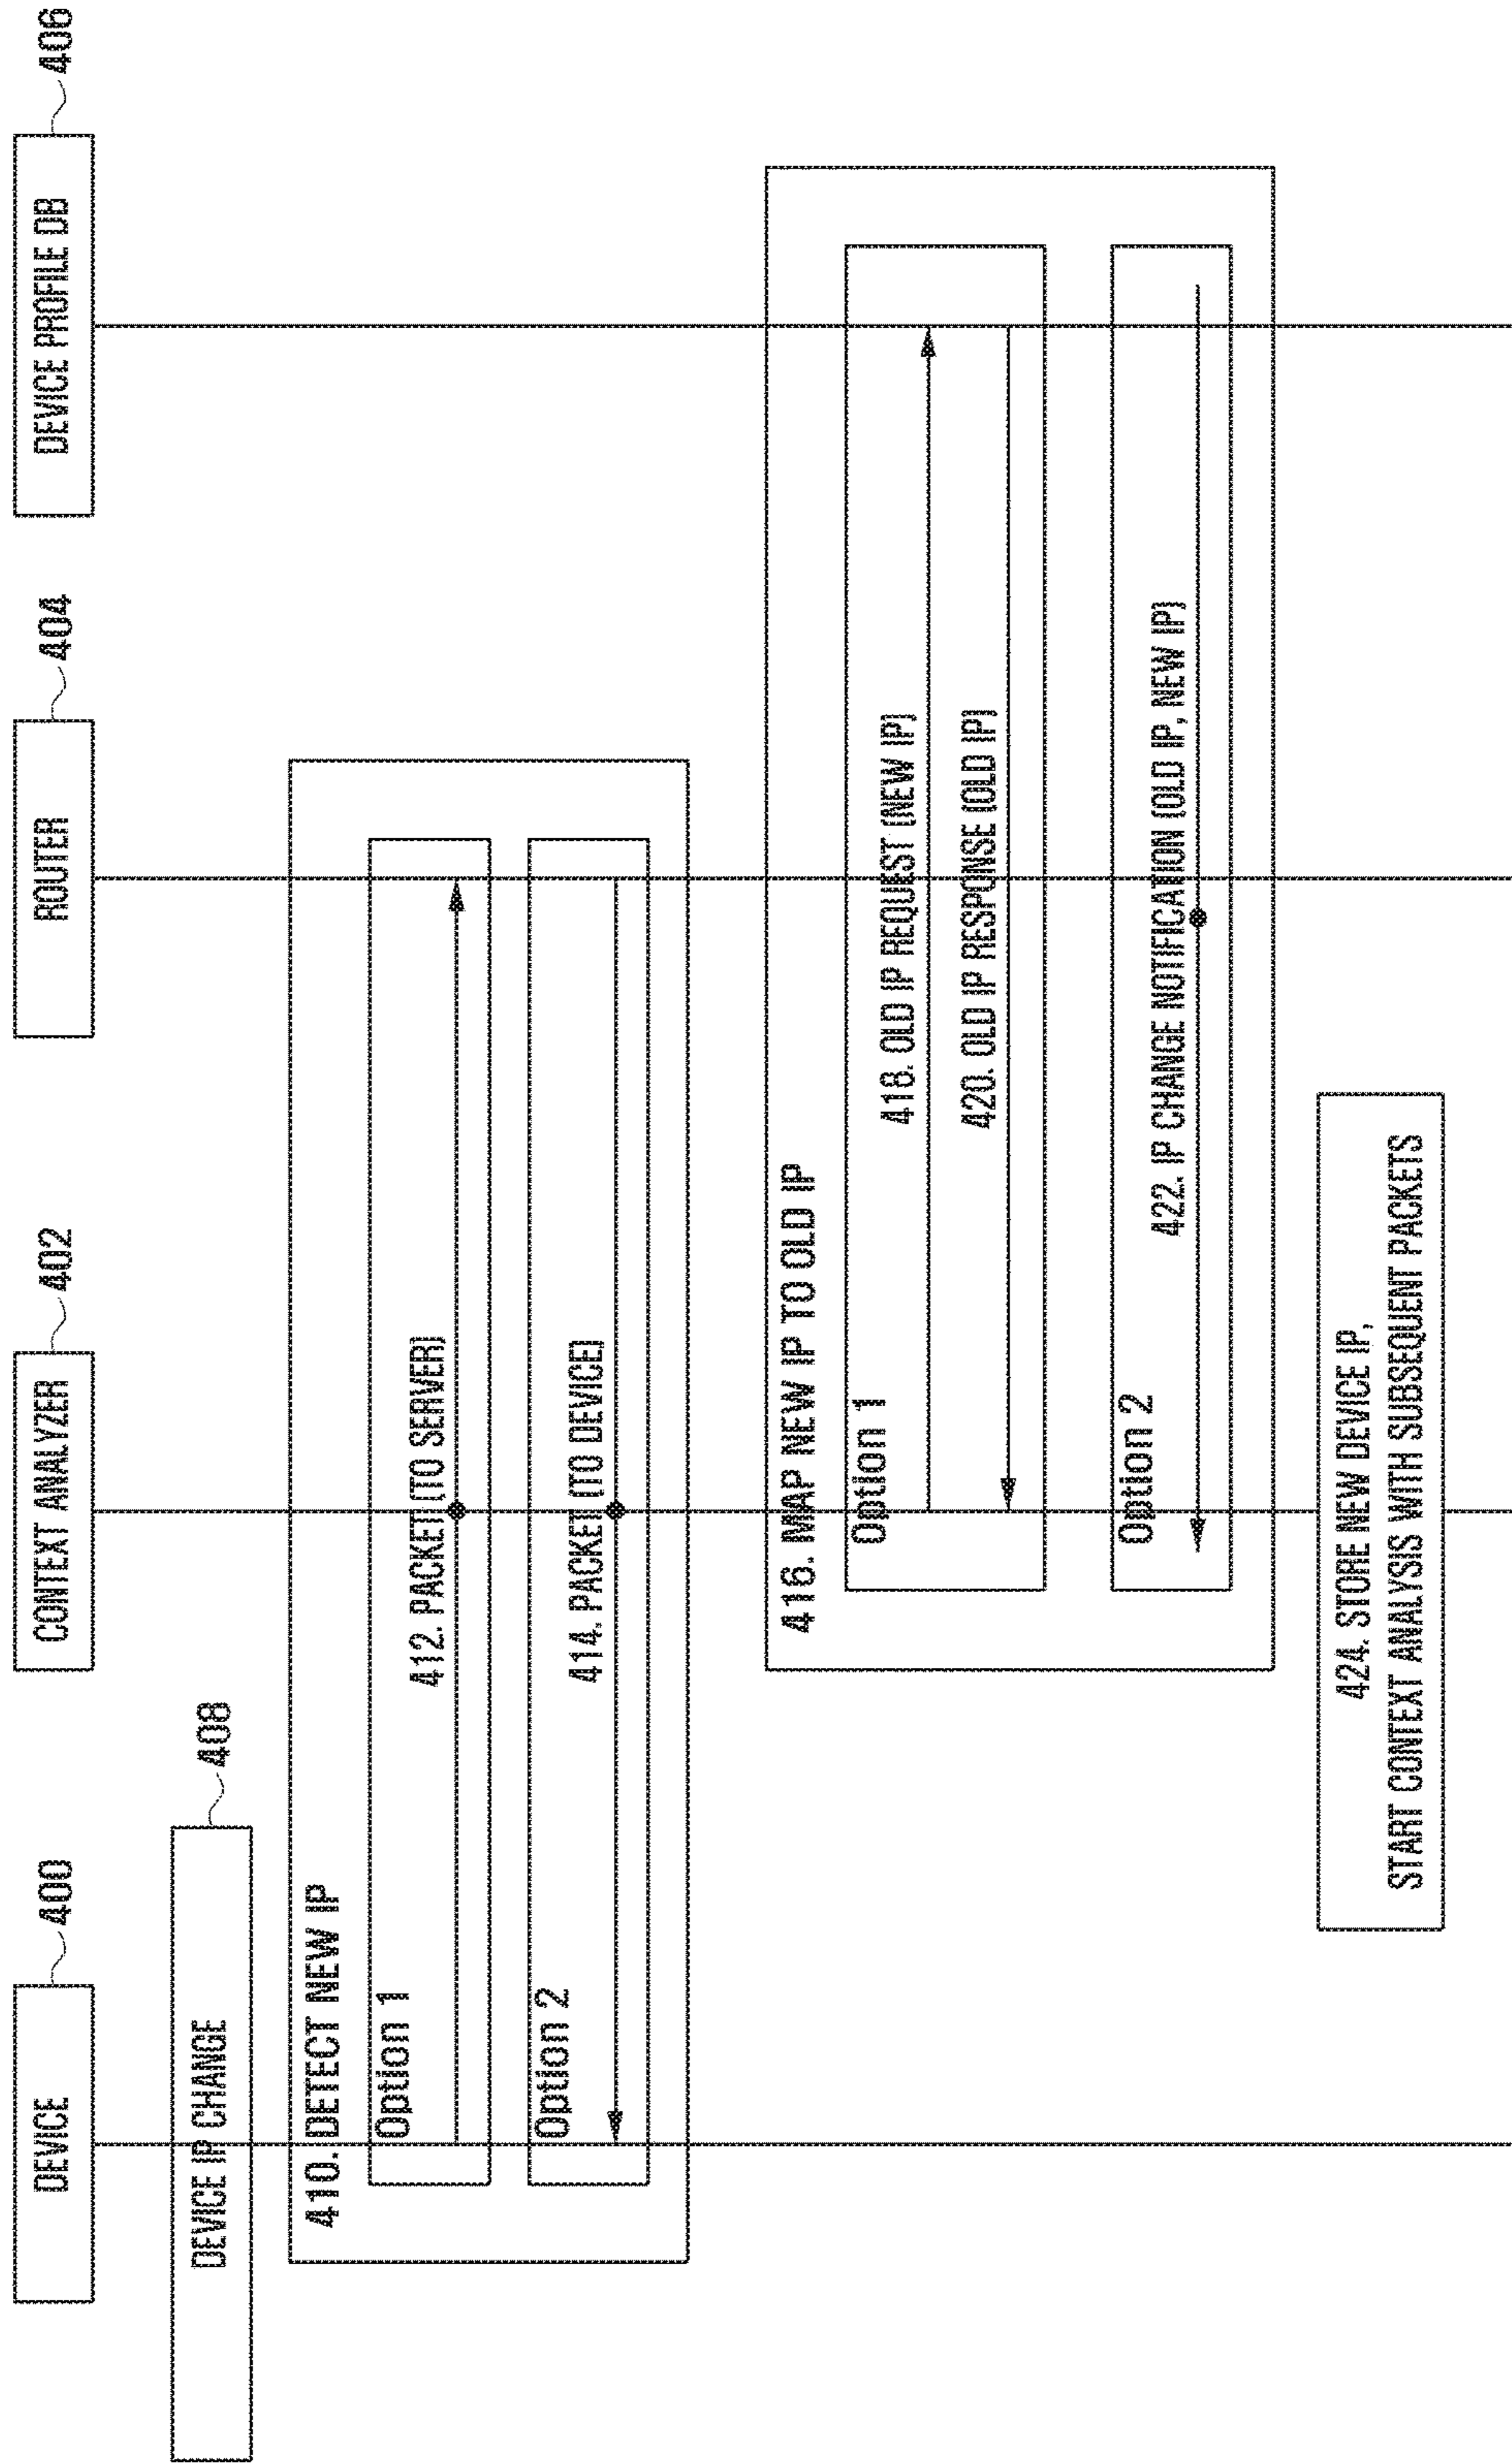 DEVICE
400
CONTEXT ANALYZER
402
ROUTER
404
DEVICE PROFILE DB
406
DEVICE IP CHANGE
408
410. DETECT NEW IP
Option 1
412. PACKET (TO SERVER)
Option 2
414. PACKET (TO DEVICE)
416. MAP NEW IP TO OLD IP
Option 1
418. OLD IP REQUEST (NEW IP)
420. OLD IP RESPONSE (OLD IP)
Option 2
422. IP CHANGE NOTIFICATION (OLD IP, NEW IP)
424. STORE NEW DEVICE IP,
START CONTEXT ANALYSIS WITH SUBSEQUENT PACKETS